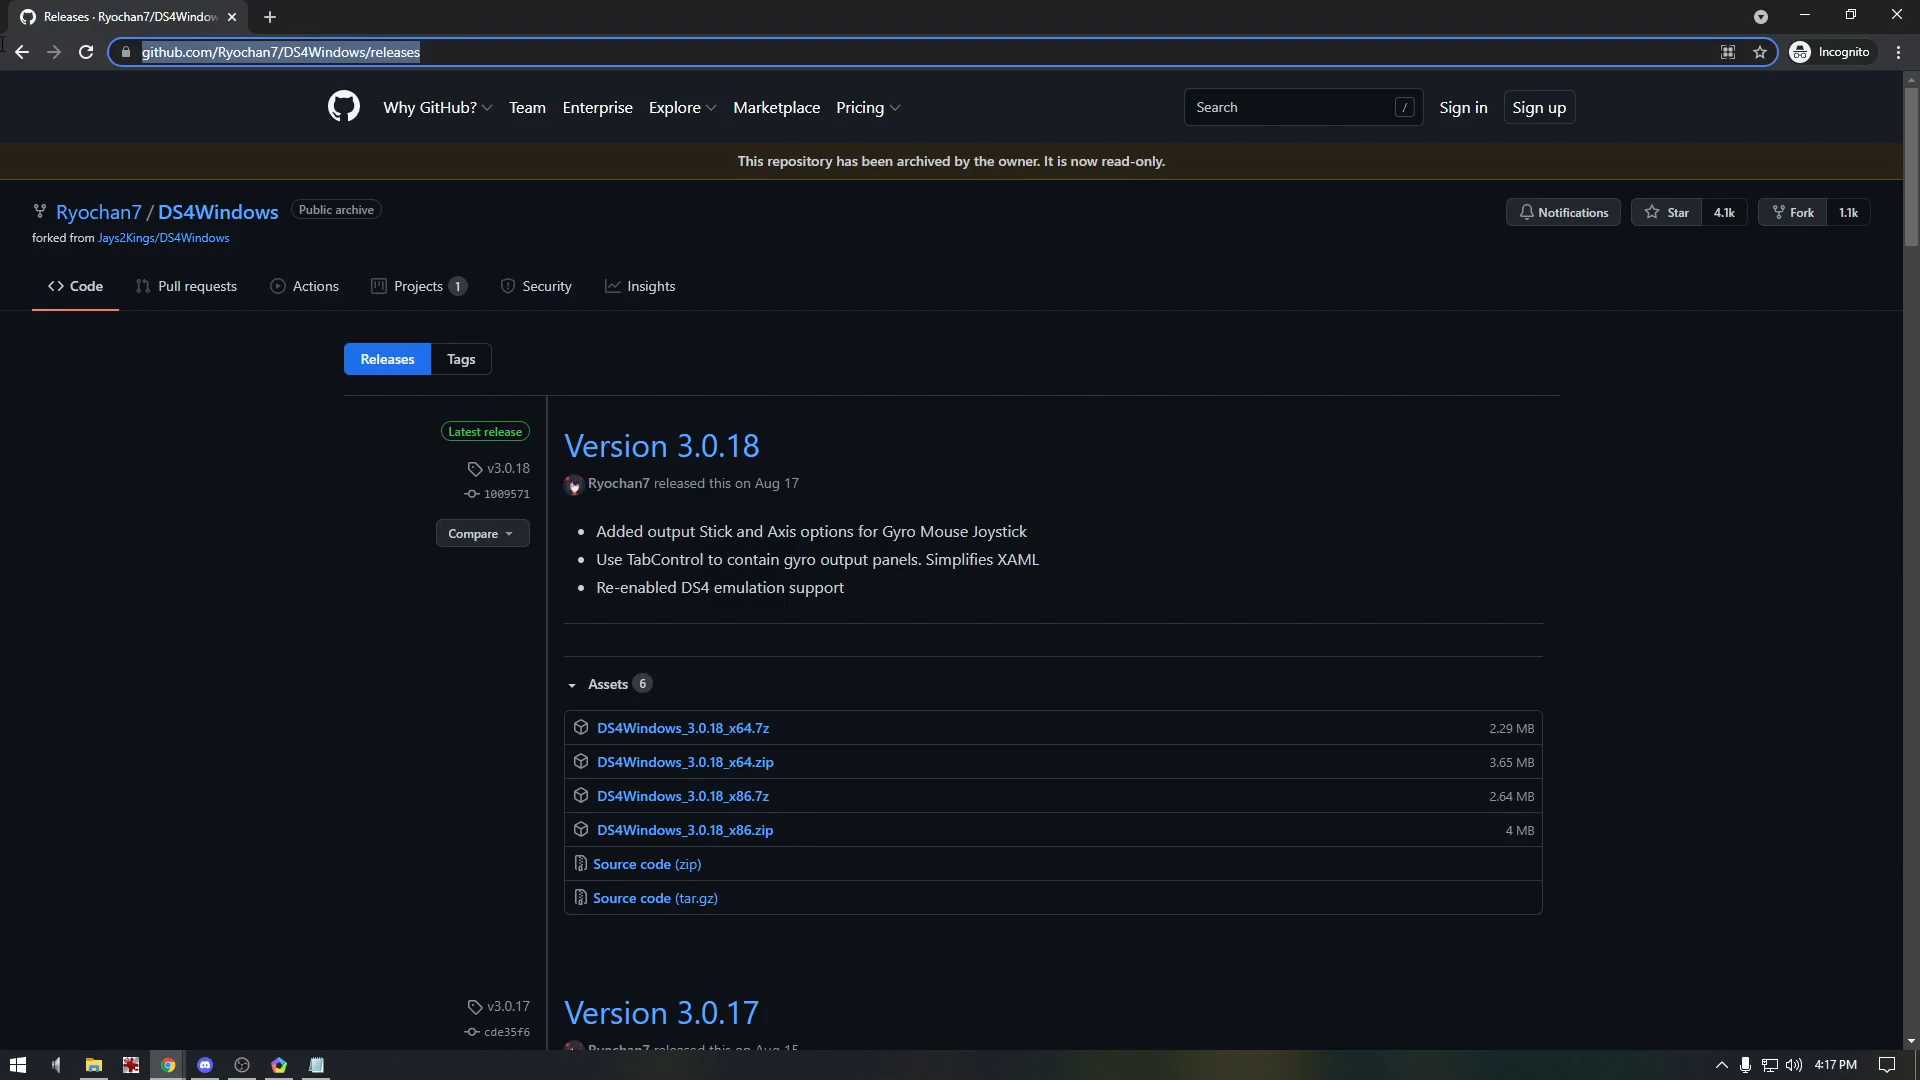 Releases · Ryochan7/DS4Window
github.com/Ryochan7/DS4Windows/releases
Incognito
Why GitHub? Team Enterprise Explore Marketplace Pricing
Search /
Sign in Sign up
This repository has been archived by the owner. It is now read-only.
Ryochan7 / DS4Windows Public archive
Notifications Star 4.1k Fork 1.1k
forked from Jays2Kings/DS4Windows
Code Pull requests Actions Projects 1 Security Insights
Releases Tags
Latest release
v3.0.18
1009571
Compare
Version 3.0.18
Ryochan7 released this on Aug 17
• Added output Stick and Axis options for Gyro Mouse Joystick
• Use TabControl to contain gyro output panels. Simplifies XAML
• Re-enabled DS4 emulation support
Assets 6
DS4Windows_3.0.18_x64.7z 2.29 MB
DS4Windows_3.0.18_x64.zip 3.65 MB
DS4Windows_3.0.18_x86.7z 2.64 MB
DS4Windows_3.0.18_x86.zip 4 MB
Source code (zip)
Source code (tar.gz)
v3.0.17
cde35f6
Version 3.0.17
Ryochan7 released this on Aug 15
4:17 PM